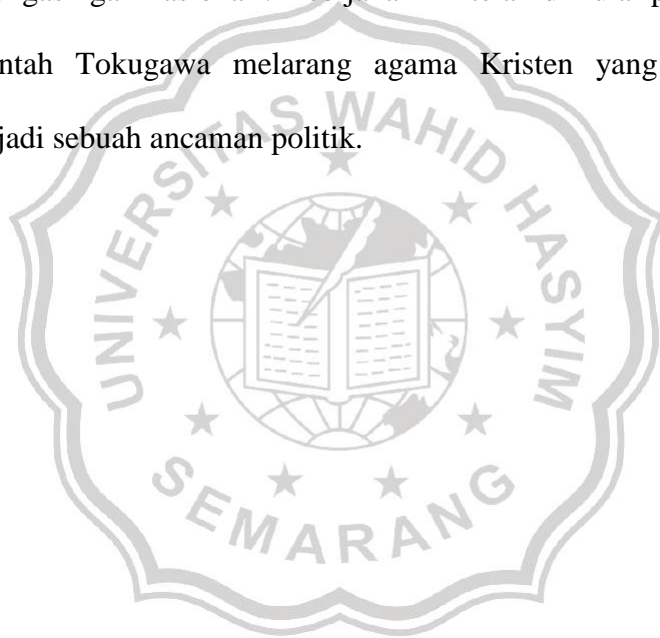 ntah Tokugawa melarang agama Kristen yang
jadi sebuah ancaman politik.
UNIVERSITAS WAHID HASYIM
SEMARANG